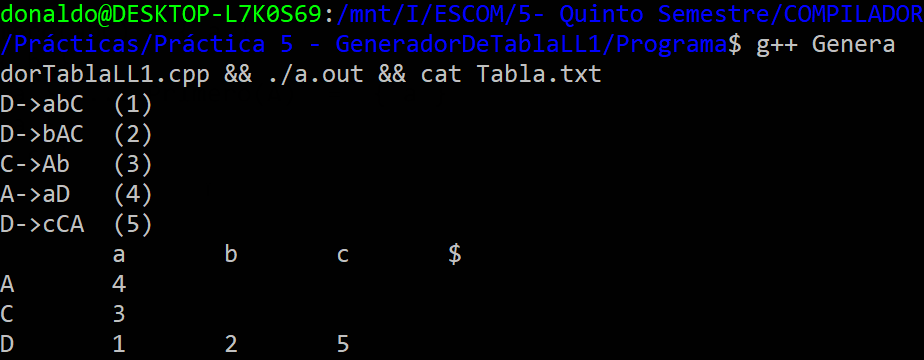 donaldo@DESKTOP-L7K0S69:/mnt/I/ESCOM/5- Quinto Semestre/COMPILADOR
/Prácticas/Práctica 5 - GeneradorDeTablaLL1/Programa$ g++ Genera
dorTablaLL1.cpp && ./a.out && cat Tabla.txt
D->abC  (1)
D->bAC  (2)
C->Ab   (3)
A->aD   (4)
D->cCA  (5)
        a       b       c       $
A       4
C       3
D       1       2       5